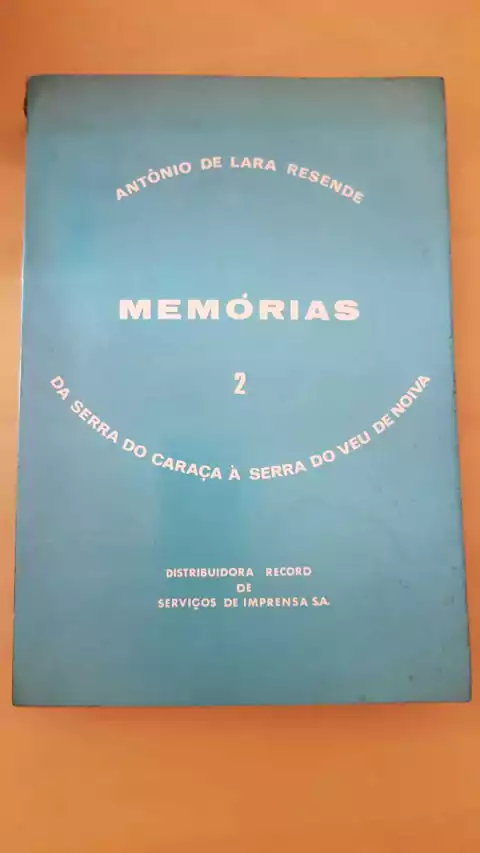 ANTÔNIO DE LARA RESENDE
MEMÓRIAS
2
DA SERRA DO CARAÇA À SERRA DO VEU DE NOIVA
DISTRIBUIDORA RECORD
DE
SERVIÇOS DE IMPRENSA S.A.